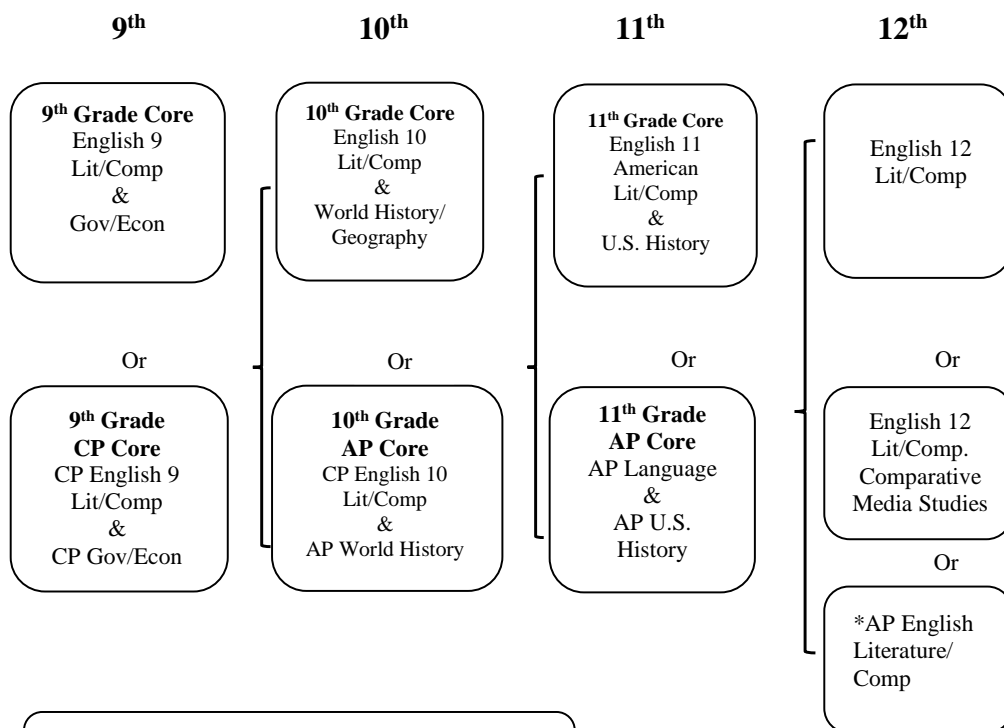 9th
10th
11th
12th
9th Grade Core
English 9
Lit/Comp
&
Gov/Econ
10th Grade Core
English 10
Lit/Comp
&
World History/
Geography
11th Grade Core
English 11
American
Lit/Comp
&
U.S. History
English 12
Lit/Comp
Or
Or
Or
Or
9th Grade
CP Core
CP English 9
Lit/Comp
&
CP Gov/Econ
10th Grade
AP Core
CP English 10
Lit/Comp
&
AP World History
11th Grade
AP Core
AP Language
&
AP U.S.
History
English 12
Lit/Comp.
Comparative
Media Studies
Or
*AP English
Literature/
Comp